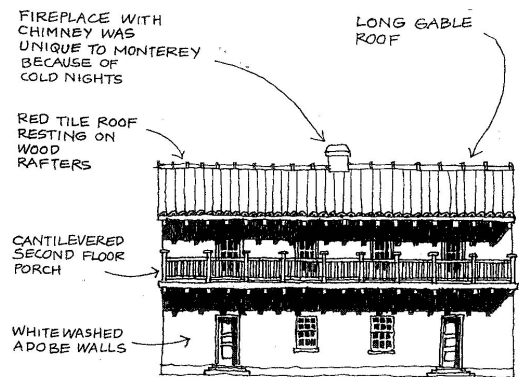 FIREPLACE WITH
CHIMNEY WAS
UNIQUE TO MONTEREY
BECAUSE OF
COLD NIGHTS
LONG GABLE
ROOF
RED TILE ROOF
RESTING ON
WOOD
RAFTERS
CANTILEVERED
SECOND FLOOR
PORCH
WHITEWASHED
ADOBE WALLS